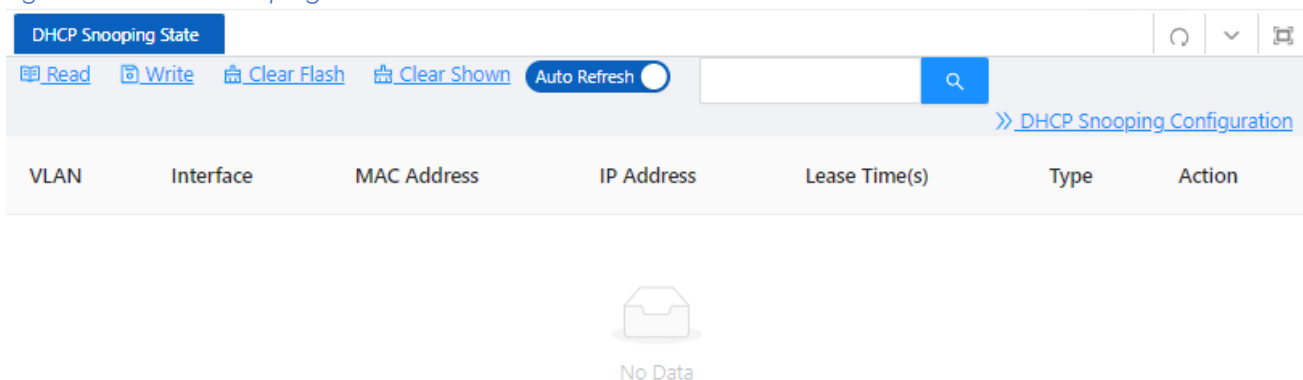 DHCP Snooping State
Read Write Clear Flash Clear Shown Auto Refresh
DHCP Snooping Configuration
VLAN Interface MAC Address IP Address Lease Time(s) Type Action
No Data